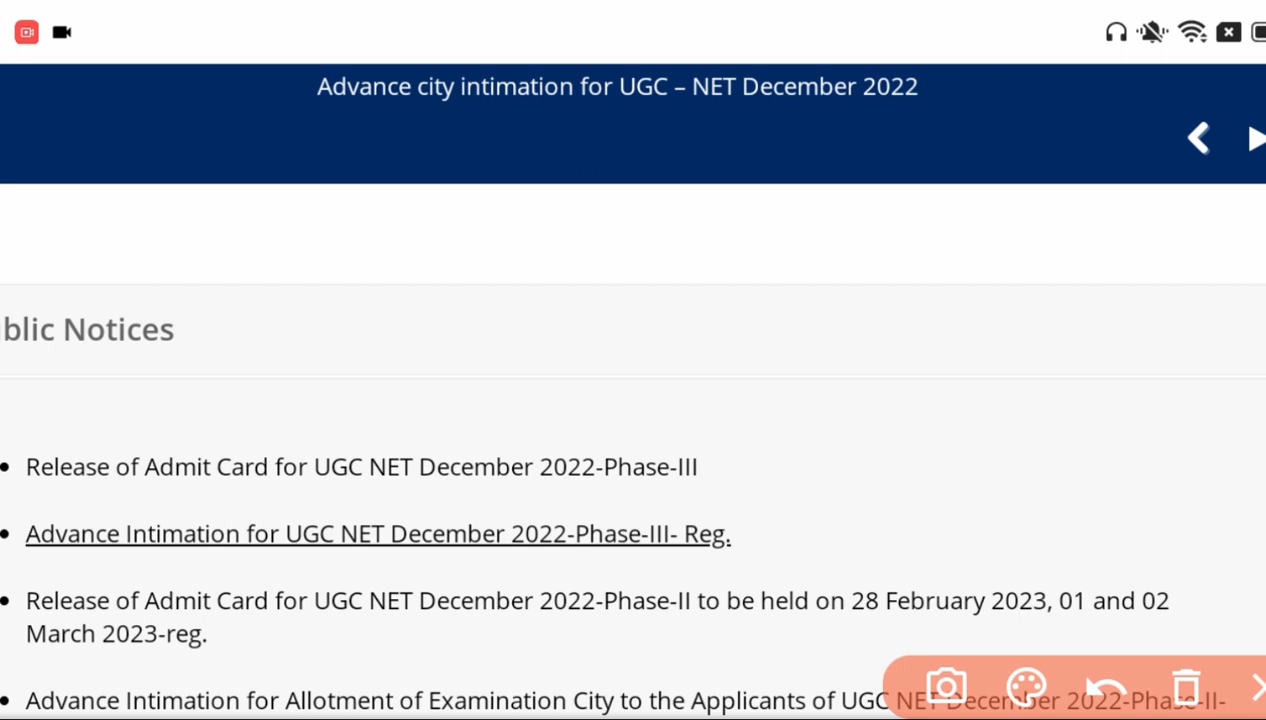 Advance city intimation for UGC – NET December 2022
blic Notices
Release of Admit Card for UGC NET December 2022-Phase-III
Advance Intimation for UGC NET December 2022-Phase-III- Reg.
Release of Admit Card for UGC NET December 2022-Phase-II to be held on 28 February 2023, 01 and 02
March 2023-reg.
Advance Intimation for Allotment of Examination City to the Applicants of UGC NET December 2022-Phase-II-